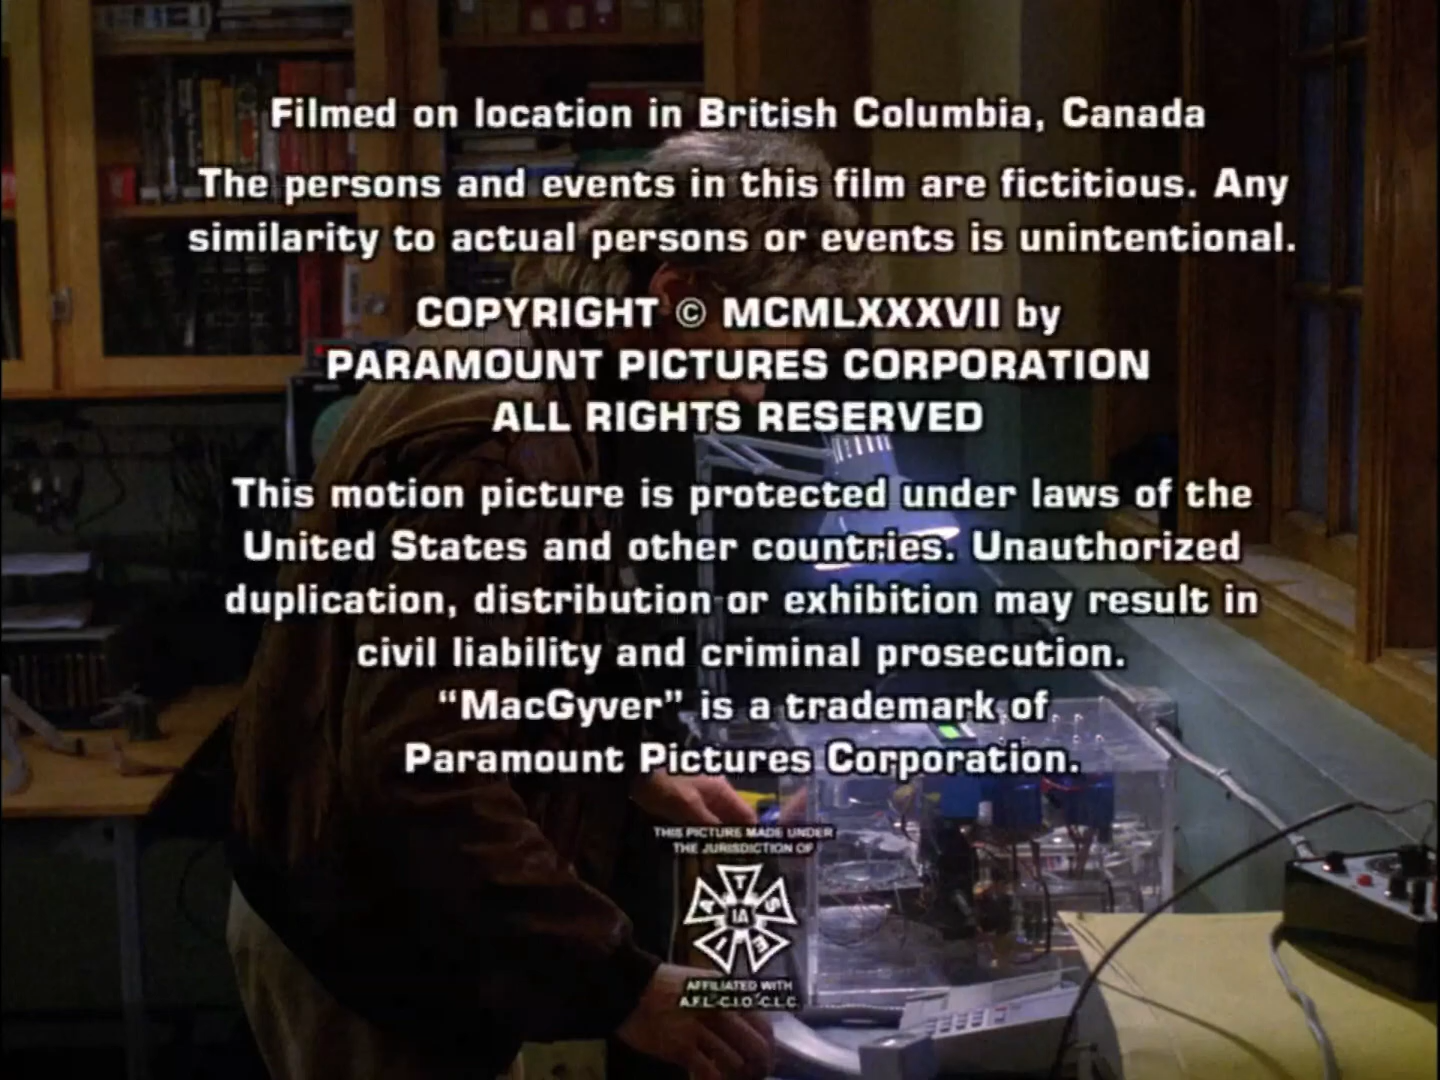 Filmed on location in British Columbia, Canada
The persons and events in this film are fictitious. Any
similarity to actual persons or events is unintentional.
COPYRIGHT © MCMLXXXVII by
PARAMOUNT PICTURES CORPORATION
ALL RIGHTS RESERVED
This motion picture is protected under laws of the
United States and other countries. Unauthorized
duplication, distribution or exhibition may result in
civil liability and criminal prosecution.
“MacGyver” is a trademark of
Paramount Pictures Corporation.
THIS PICTURE MADE UNDER
THE JURISDICTION OF
I A T S E
IA
AFFILIATED WITH
A.F.L.-C.I.O.-C.L.C.